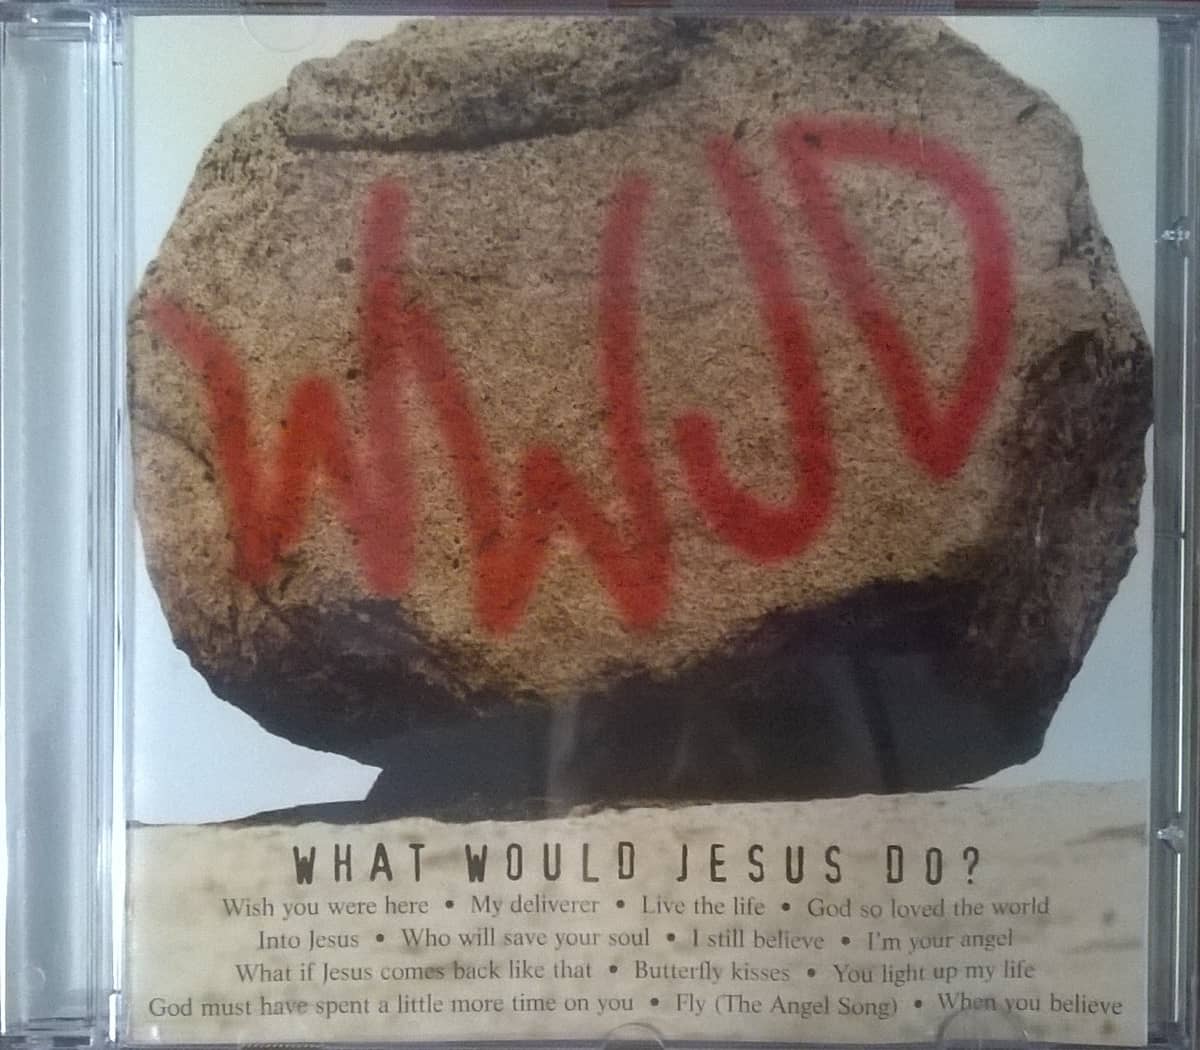 WWJD
WHAT WOULD JESUS DO?
Wish you were here • My deliverer • Live the life • God so loved the world
Into Jesus • Who will save your soul • I still believe • I'm your angel
What if Jesus comes back like that • Butterfly kisses • You light up my life
God must have spent a little more time on you • Fly (The Angel Song) • When you believe